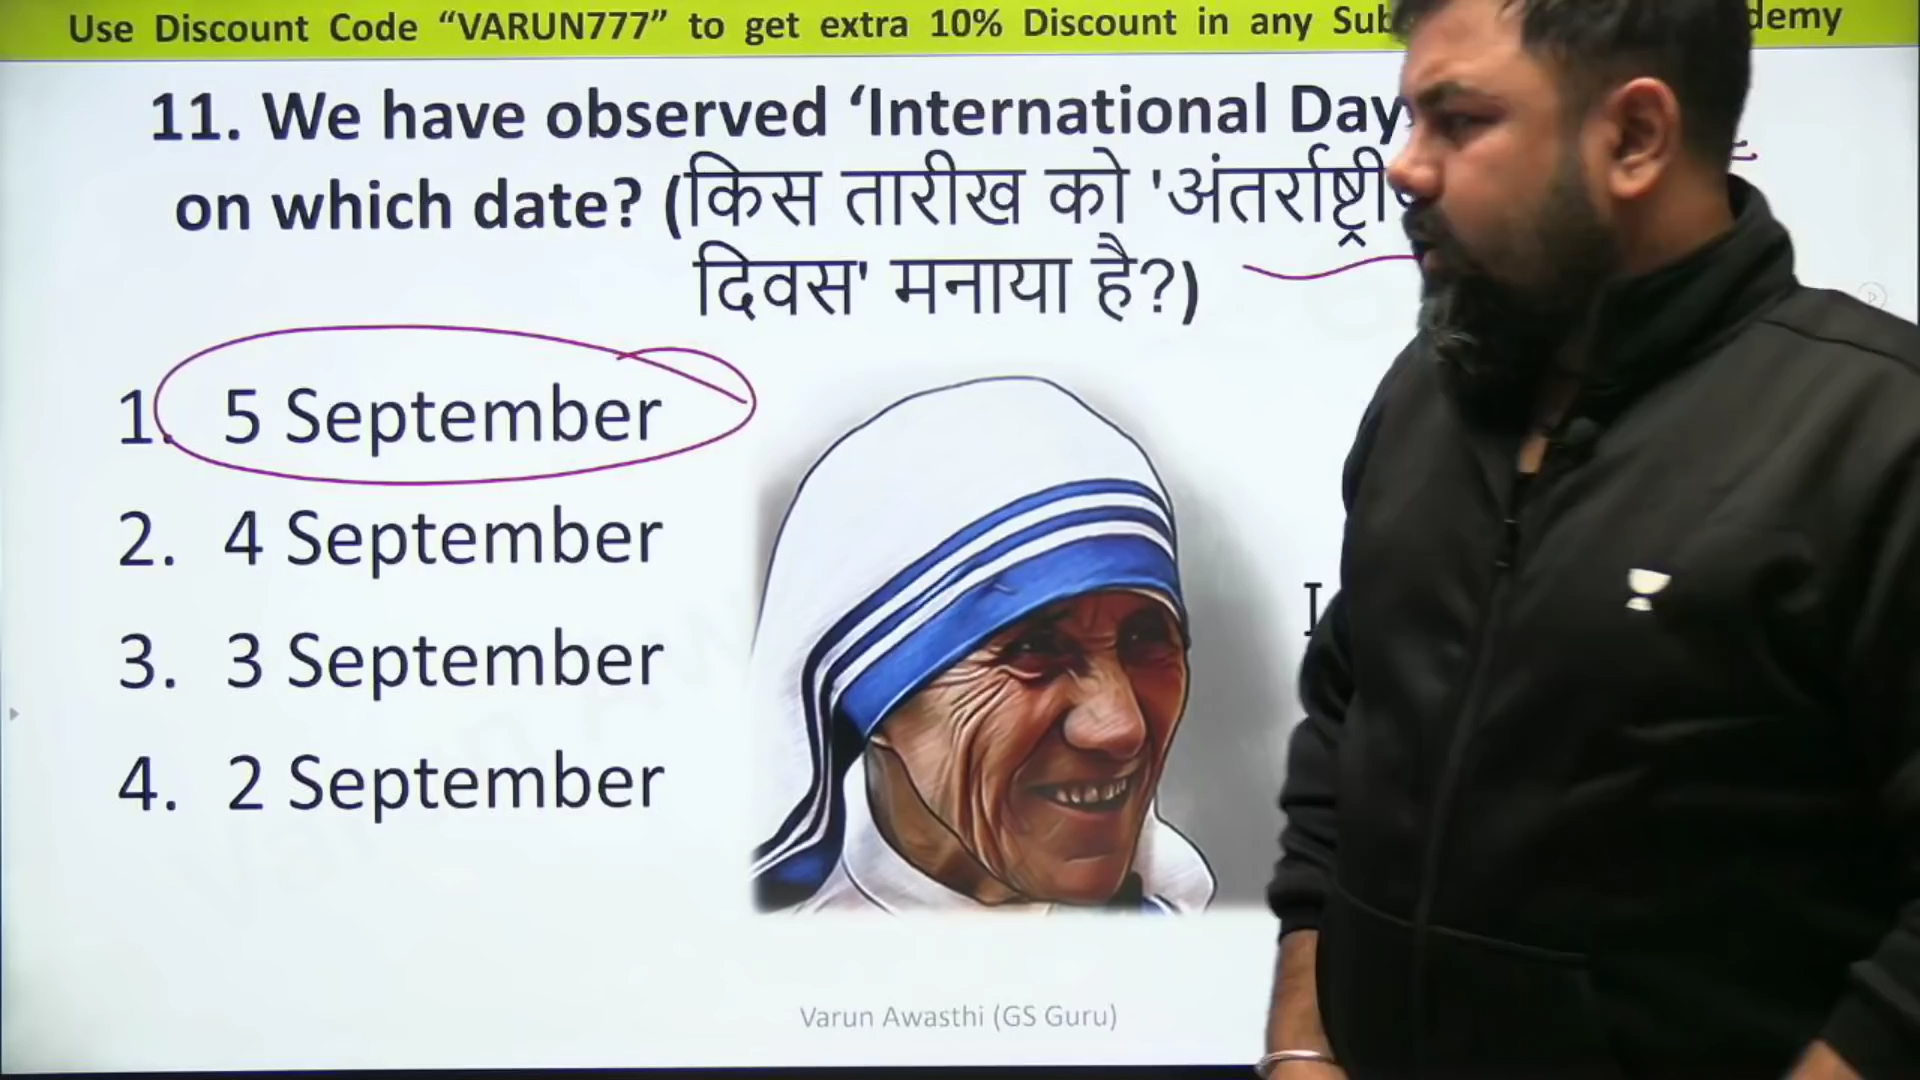 Use Discount Code “VARUN777” to get extra 10% Discount in any
11. We have observed ‘International Day
on which date? (किस तारीख को 'अंतर्राष्ट्रीय
दिवस' मनाया है?)
1. 5 September
2. 4 September
3. 3 September
4. 2 September
Varun Awasthi (GS Guru)